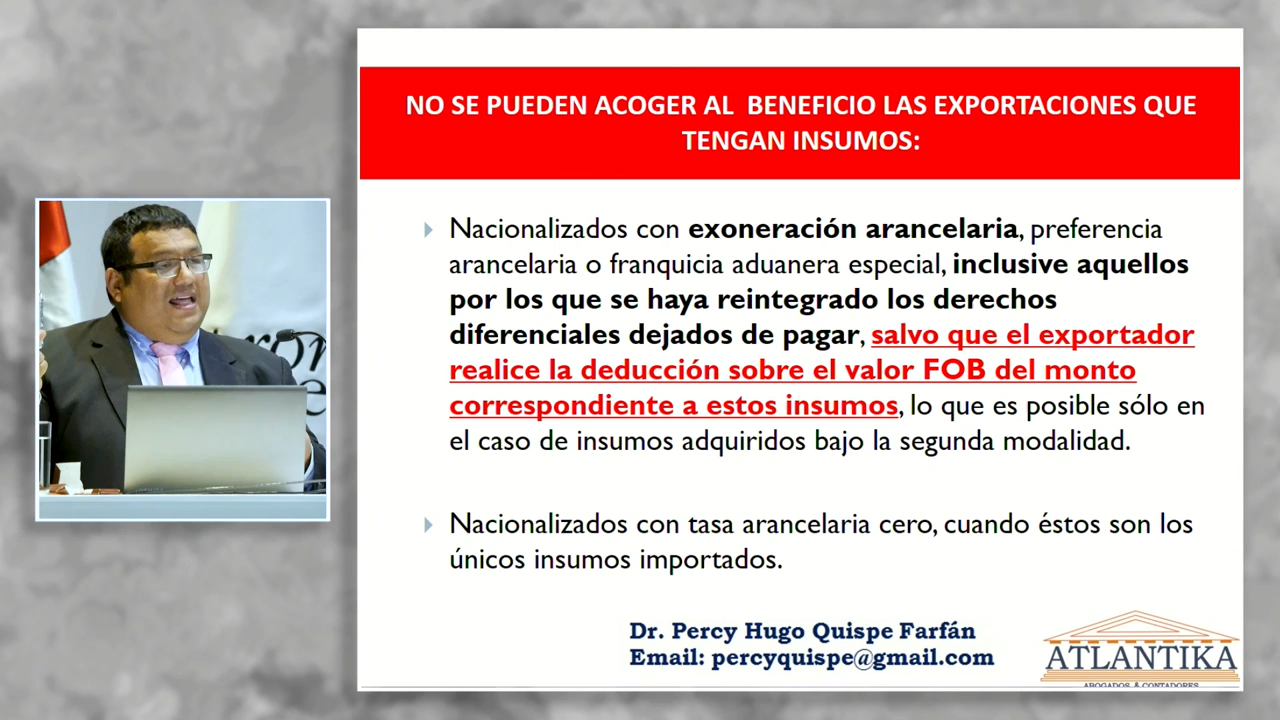 NO SE PUEDEN ACOGER AL BENEFICIO LAS EXPORTACIONES QUE
TENGAN INSUMOS:
Nacionalizados con exoneración arancelaria, preferencia
arancelaria o franquicia aduanera especial, inclusive aquellos
por los que se haya reintegrado los derechos
diferenciales dejados de pagar, salvo que el exportador
realice la deducción sobre el valor FOB del monto
correspondiente a estos insumos, lo que es posible sólo en
el caso de insumos adquiridos bajo la segunda modalidad.
Nacionalizados con tasa arancelaria cero, cuando éstos son los
únicos insumos importados.
Dr. Percy Hugo Quispe Farfán
Email: percyquispe@gmail.com
ATLANTIKA
ABOGADOS & CONTADORES